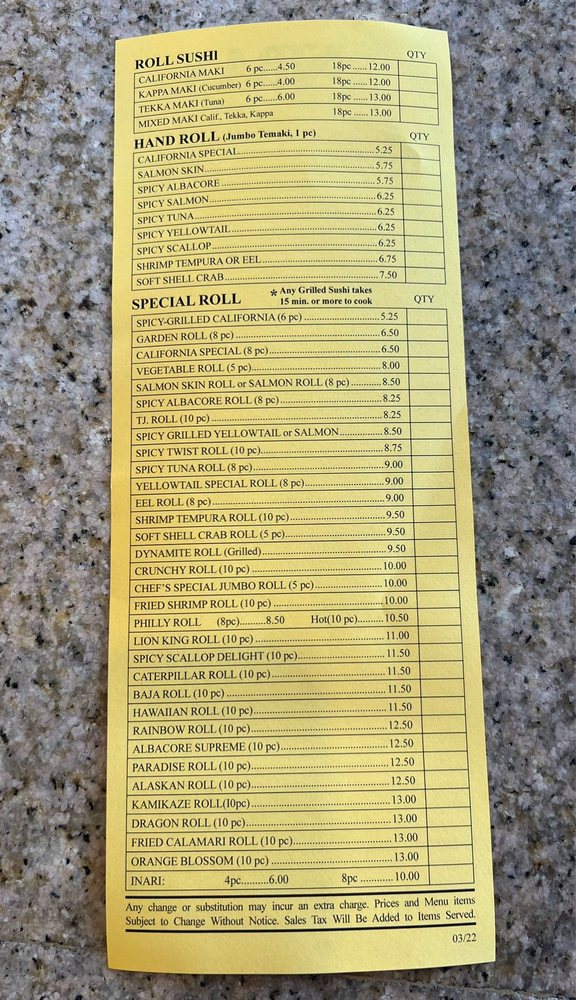 ROLL SUSHI QTY
CALIFORNIA MAKI 6 pc......4.50 18pc ......12.00
KAPPA MAKI (Cucumber) 6 pc......4.00 18pc ......12.00
TEKKA MAKI (Tuna) 6 pc......6.00 18pc ......13.00
MIXED MAKI Calif., Tekka, Kappa 18pc ......13.00
HAND ROLL (Jumbo Temaki, 1 pc) QTY
CALIFORNIA SPECIAL......5.25
SALMON SKIN......5.75
SPICY ALBACORE ......5.75
SPICY SALMON......6.25
SPICY TUNA......6.25
SPICY YELLOWTAIL......6.25
SPICY SCALLOP......6.25
SHRIMP TEMPURA OR EEL......6.75
SOFT SHELL CRAB......7.50
SPECIAL ROLL * Any Grilled Sushi takes QTY
15 min. or more to cook
SPICY-GRILLED CALIFORNIA (6 pc) ......5.25
GARDEN ROLL (8 pc) ......6.50
CALIFORNIA SPECIAL (8 pc)......6.50
VEGETABLE ROLL (5 pc)......8.00
SALMON SKIN ROLL or SALMON ROLL (8 pc) ......8.50
SPICY ALBACORE ROLL (8 pc)......8.25
TJ. ROLL (10 pc) ......8.25
SPICY GRILLED YELLOWTAIL or SALMON......8.50
SPICY TWIST ROLL (10 pc)......8.75
SPICY TUNA ROLL (8 pc)......9.00
YELLOWTAIL SPECIAL ROLL (8 pc)......9.00
EEL ROLL (8 pc)......9.00
SHRIMP TEMPURA ROLL (10 pc)......9.50
SOFT SHELL CRAB ROLL (5 pc)......9.50
DYNAMITE ROLL (Grilled)......9.50
CRUNCHY ROLL (10 pc) ......10.00
CHEF'S SPECIAL JUMBO ROLL (5 pc)......10.00
FRIED SHRIMP ROLL (10 pc) ......10.00
PHILLY ROLL (8pc)......8.50 Hot(10 pc)......10.50
LION KING ROLL (10 pc) ......11.00
SPICY SCALLOP DELIGHT (10 pc)......11.50
CATERPILLAR ROLL (10 pc)......11.50
BAJA ROLL (10 pc) ......11.50
HAWAIIAN ROLL (10 pc)......11.50
RAINBOW ROLL (10 pc)......12.50
ALBACORE SUPREME (10 pc)......12.50
PARADISE ROLL (10 pc)......12.50
ALASKAN ROLL (10 pc)......12.50
KAMIKAZE ROLL(10pc)......13.00
DRAGON ROLL (10 pc)......13.00
FRIED CALAMARI ROLL (10 pc)......13.00
ORANGE BLOSSOM (10 pc) ......13.00
INARI: 4pc......6.00 8pc ......10.00
Any change or substitution may incur an extra charge. Prices and Menu items
Subject to Change Without Notice. Sales Tax Will Be Added to Items Served.
03/22